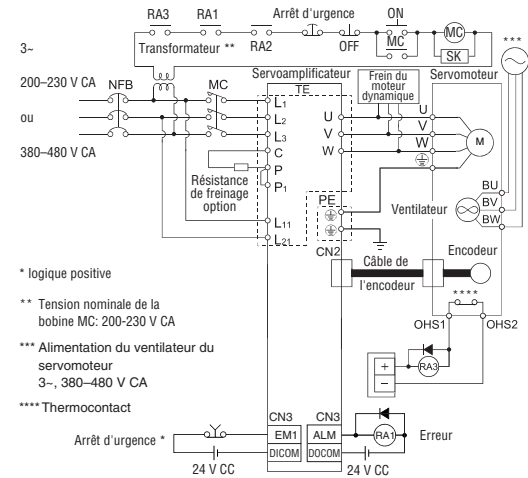 RA3 RA1 Arrêt d'urgence ON
MC
3~ Transformateur ** RA2 OFF MC SK ***
200–230 V CA NFB MC Servoamplificateur Frein du moteur dynamique Servomoteur
TE
ou
380–480 V CA
L1 U U
L2 V V
L3 W W M
C
P
P1
Résistance
de freinage
option
PE
BU
Ventilateur BV
BW
L11
L21
CN2
Câble de
l'encodeur
Encodeur
****
OHS1 OHS2
* logique positive
** Tension nominale de la
bobine MC: 200-230 V CA
*** Alimentation du ventilateur du
servomoteur
3~, 380–480 V CA
**** Thermocontact
+
−
RA3
CN3 CN3
Arrêt d'urgence * EM1 ALM RA1 Erreur
DICOM DOCOM
24 V CC 24 V CC